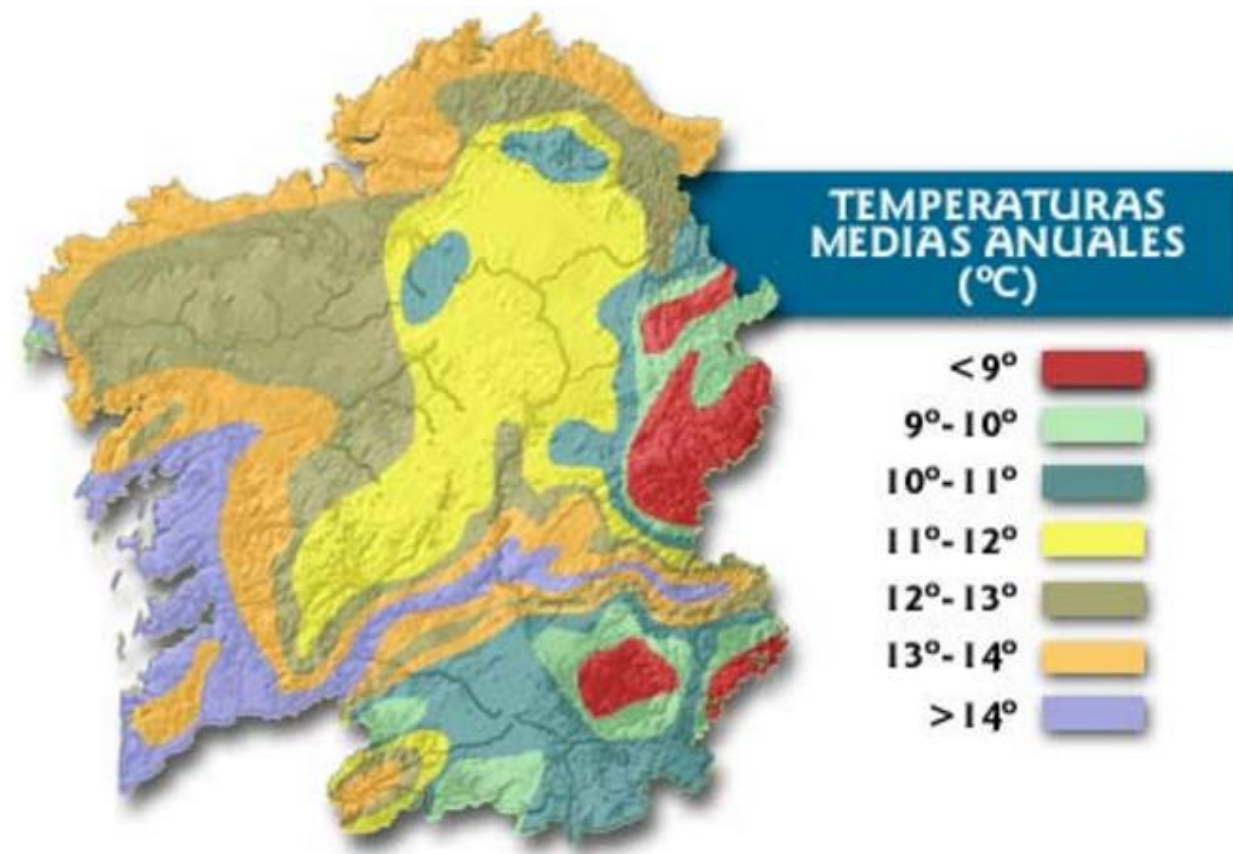 TEMPERATURAS
MEDIAS ANUALES
(ºC)
<9º
9º-10º
10º-11º
11º-12º
12º-13º
13º-14º
>14º